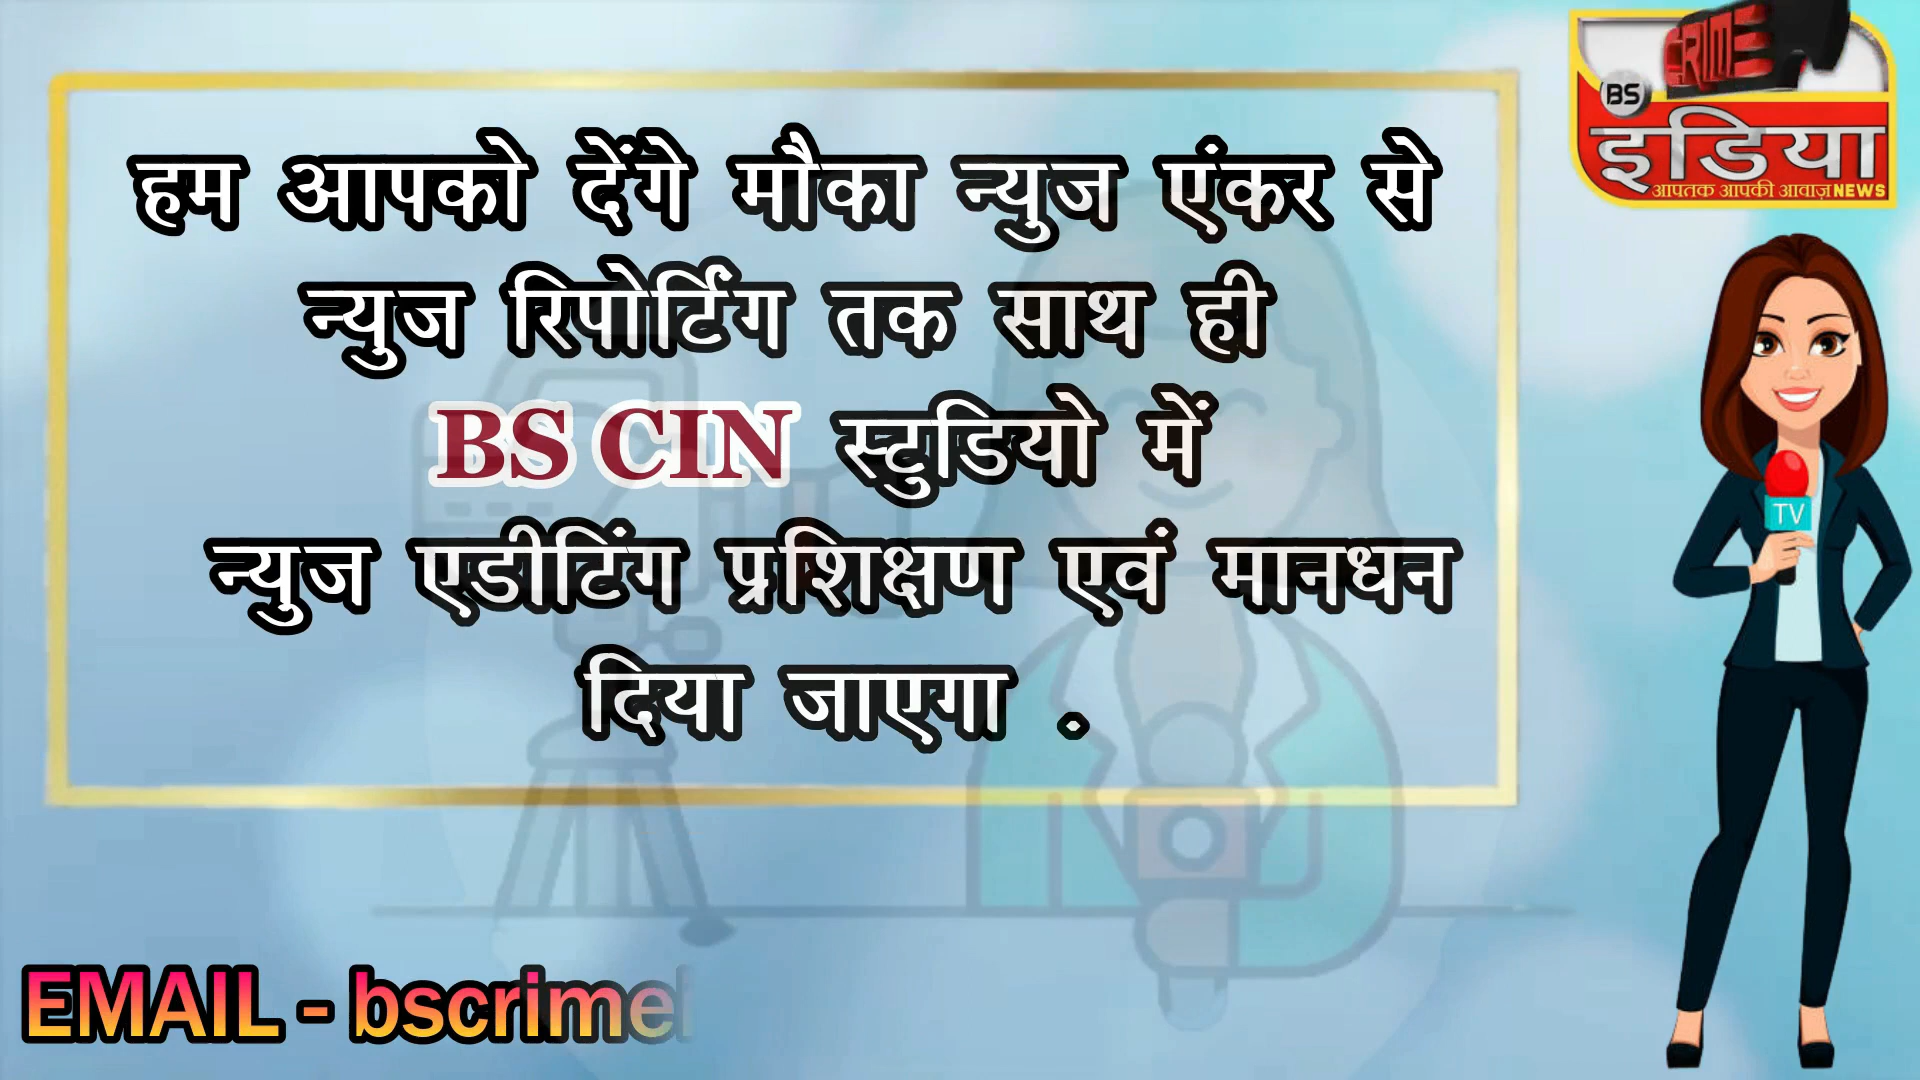 CRIME
BS
इंडिया
आपतक आपकी आवाज़ NEWS
हम आपको देंगे मौका न्युज एंकर से
न्युज रिपोर्टिंग तक साथ ही
BS CIN स्टुडियो में
न्युज एडीटिंग प्रशिक्षण एवं मानधन
दिया जाएगा .
TV
EMAIL - bscrimei